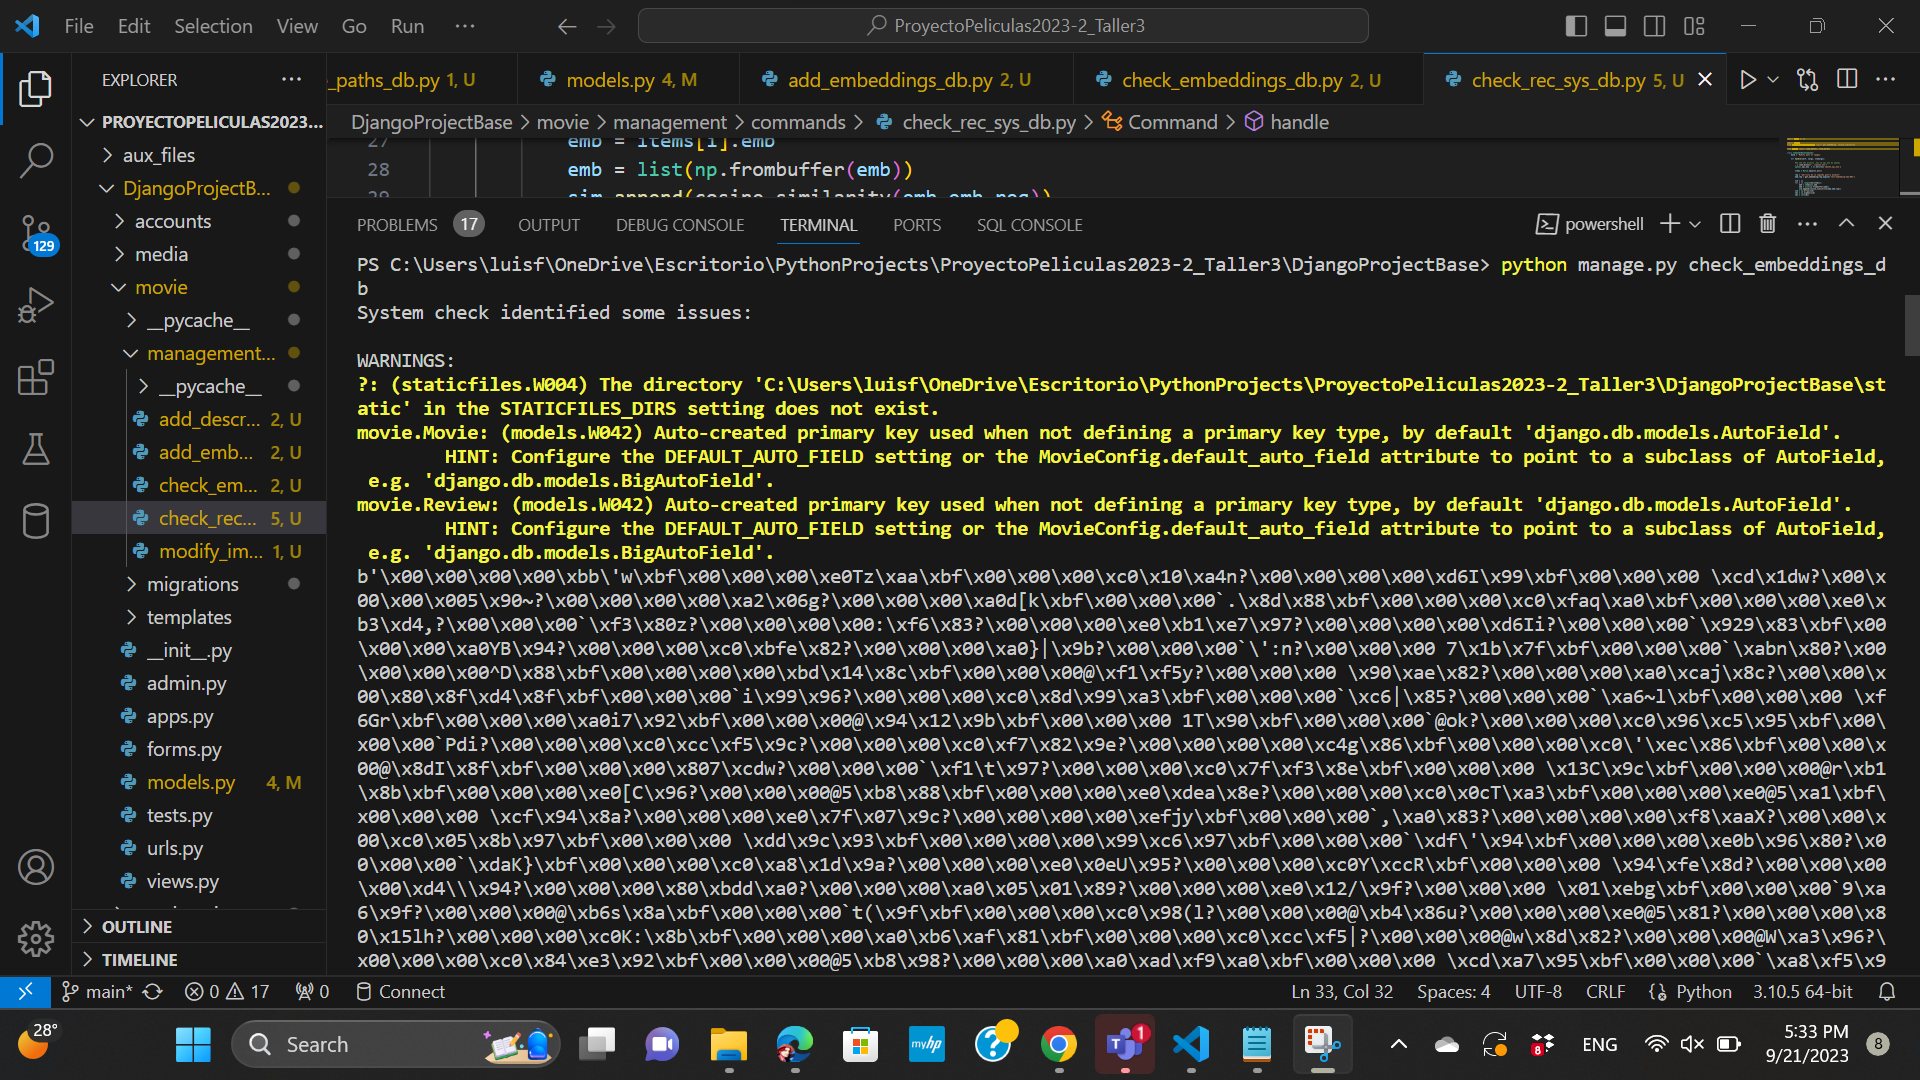 File Edit Selection View Go Run ···
ProyectoPeliculas2023-2_Taller3
EXPLORER
_paths_db.py 1, U
models.py 4, M
add_embeddings_db.py 2, U
check_embeddings_db.py 2, U
check_rec_sys_db.py 5, U
DjangoProjectBase > movie > management > commands > check_rec_sys_db.py > Command > handle
PROYECTOPELICULAS2023...
aux_files
DjangoProjectB...
accounts
media
movie
__pycache__
management...
__pycache__
add_descr... 2, U
add_emb... 2, U
check_em... 2, U
check_rec... 5, U
modify_im... 1, U
migrations
templates
__init__.py
admin.py
apps.py
forms.py
models.py 4, M
tests.py
urls.py
views.py
OUTLINE
TIMELINE
129
27 emb = items[i].emb
28 emb = list(np.frombuffer(emb))
29 sim.append(cosine_similarity(emb,emb_req))
PROBLEMS 17 OUTPUT DEBUG CONSOLE TERMINAL PORTS SQL CONSOLE
powershell
PS C:\Users\luisf\OneDrive\Escritorio\PythonProjects\ProyectoPeliculas2023-2_Taller3\DjangoProjectBase> python manage.py check_embeddings_d
b
System check identified some issues:
WARNINGS:
?: (staticfiles.W004) The directory 'C:\Users\luisf\OneDrive\Escritorio\PythonProjects\ProyectoPeliculas2023-2_Taller3\DjangoProjectBase\st
atic' in the STATICFILES_DIRS setting does not exist.
movie.Movie: (models.W042) Auto-created primary key used when not defining a primary key type, by default 'django.db.models.AutoField'.
HINT: Configure the DEFAULT_AUTO_FIELD setting or the MovieConfig.default_auto_field attribute to point to a subclass of AutoField,
e.g. 'django.db.models.BigAutoField'.
movie.Review: (models.W042) Auto-created primary key used when not defining a primary key type, by default 'django.db.models.AutoField'.
HINT: Configure the DEFAULT_AUTO_FIELD setting or the MovieConfig.default_auto_field attribute to point to a subclass of AutoField,
e.g. 'django.db.models.BigAutoField'.
b'\x00\x00\x00\x00\xbb\'w\xbf\x00\x00\x00\xe0Tz\xaa\xbf\x00\x00\x00\xc0\x10\xa4n?\x00\x00\x00\x00\xd6I\x99\xbf\x00\x00\x00 \xcd\x1dw?\x00\x
00\x00\x005\x90~?\x00\x00\x00\x00\xa2\x06g?\x00\x00\x00\xa0d[k\xbf\x00\x00\x00`.\x8d\x88\xbf\x00\x00\x00\xc0\xfaq\xa0\xbf\x00\x00\x00\xe0\x
b3\xd4,?\x00\x00\x00`\xf3\x80z?\x00\x00\x00\x00:\xf6\x83?\x00\x00\x00\xe0\xb1\xe7\x97?\x00\x00\x00\x00\xd6Ii?\x00\x00\x00`\x929\x83\xbf\x00
\x00\x00\xa0YB\x94?\x00\x00\x00\xc0\xbfe\x82?\x00\x00\x00\xa0}|\x9b?\x00\x00\x00`\':n?\x00\x00\x00 7\x1b\x7f\xbf\x00\x00\x00`\xabn\x80?\x00
\x00\x00\x00^D\x88\xbf\x00\x00\x00\x00\xbd\x14\x8c\xbf\x00\x00\x00@\xf1\xf5y?\x00\x00\x00 \x90\xae\x82?\x00\x00\x00\xa0\xcaj\x8c?\x00\x00\x
00\x80\x8f\xd4\x8f\xbf\x00\x00\x00`i\x99\x96?\x00\x00\x00\xc0\x8d\x99\xa3\xbf\x00\x00\x00`\xc6|\x85?\x00\x00\x00`\xa6~l\xbf\x00\x00\x00 \xf
6Gr\xbf\x00\x00\x00\xa0i7\x92\xbf\x00\x00\x00@\x94\x12\x9b\xbf\x00\x00\x00 1T\x90\xbf\x00\x00\x00`@ok?\x00\x00\x00\xc0\x96\xc5\x95\xbf\x00\
x00\x00`Pdi?\x00\x00\x00\xc0\xcc\xf5\x9c?\x00\x00\x00\xc0\xf7\x82\x9e?\x00\x00\x00\x00\xc4g\x86\xbf\x00\x00\x00\xc0\'\xec\x86\xbf\x00\x00\x
00@\x8dI\x8f\xbf\x00\x00\x00\x807\xcdw?\x00\x00\x00`\xf1\t\x97?\x00\x00\x00\xc0\x7f\xf3\x8e\xbf\x00\x00\x00 \x13C\x9c\xbf\x00\x00\x00@r\xb1
\x8b\xbf\x00\x00\x00\xe0[C\x96?\x00\x00\x00@5\xb8\x88\xbf\x00\x00\x00\xe0\xdea\x8e?\x00\x00\x00\xc0\x0cT\xa3\xbf\x00\x00\x00\xe0@5\xa1\xbf\
x00\x00\x00 \xcf\x94\x8a?\x00\x00\x00\xe0\x7f\x07\x9c?\x00\x00\x00\x00\xefjy\xbf\x00\x00\x00`,\xa0\x83?\x00\x00\x00\x00\xf8\xaaX?\x00\x00\x
00\xc0\x05\x8b\x97\xbf\x00\x00\x00 \xdd\x9c\x93\xbf\x00\x00\x00\x00\x99\xc6\x97\xbf\x00\x00\x00`\xdf\'\x94\xbf\x00\x00\x00\xe0b\x96\x80?\x0
0\x00\x00`\xdaK}\xbf\x00\x00\x00\xc0\xa8\x1d\x9a?\x00\x00\x00\xe0\x0eU\x95?\x00\x00\x00\xc0Y\xccR\xbf\x00\x00\x00 \x94\xfe\x8d?\x00\x00\x00
\x00\xd4\\\x94?\x00\x00\x00\x80\xbdd\xa0?\x00\x00\x00\xa0\x05\x01\x89?\x00\x00\x00\xe0\x12/\x9f?\x00\x00\x00 \x01\xebg\xbf\x00\x00\x00`9\xa
6\x9f?\x00\x00\x00@\xb6s\x8a\xbf\x00\x00\x00`t(\x9f\xbf\x00\x00\x00\xc0\x98(l?\x00\x00\x00@\xb4\x86u?\x00\x00\x00\xe0@5\x81?\x00\x00\x00\x8
0\x15lh?\x00\x00\x00\xc0K:\x8b\xbf\x00\x00\x00\xa0\xb6\xaf\x81\xbf\x00\x00\x00\xc0\xcc\xf5|?\x00\x00\x00@w\x8d\x82?\x00\x00\x00@W\xa3\x96?\
x00\x00\x00\xc0\x84\xe3\x92\xbf\x00\x00\x00@5\xb8\x98?\x00\x00\x00\xa0\xad\xf9\xa0\xbf\x00\x00\x00 \xcd\xa7\x95\xbf\x00\x00\x00`\xa8\xf5\x9
main* 0 17 0 Connect
Ln 33, Col 32 Spaces: 4 UTF-8 CRLF Python 3.10.5 64-bit
28°
Search
myhp
1
8
ENG
5:33 PM
9/21/2023
8